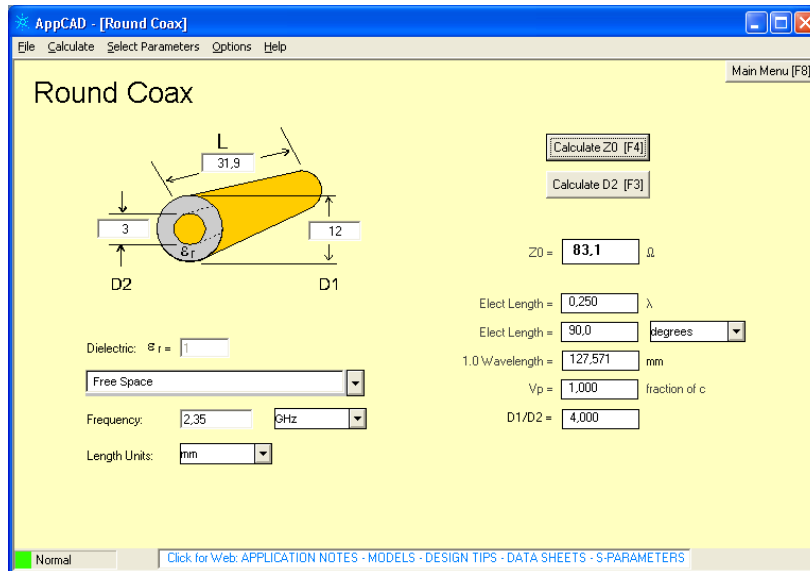 AppCAD - [Round Coax]
File Calculate Select Parameters Options Help
Main Menu [F8]
Round Coax
L
31,9
3
12
εr
D2
D1
Calculate Z0 [F4]
Calculate D2 [F3]
Z0 = 83,1 Ω
Elect Length = 0,250 λ
Elect Length = 90,0 degrees
1.0 Wavelength = 127,571 mm
Vp = 1,000 fraction of c
D1/D2 = 4,000
Dielectric: εr = 1
Free Space
Frequency: 2,35 GHz
Length Units: mm
Normal
Click for Web: APPLICATION NOTES - MODELS - DESIGN TIPS - DATA SHEETS - S-PARAMETERS